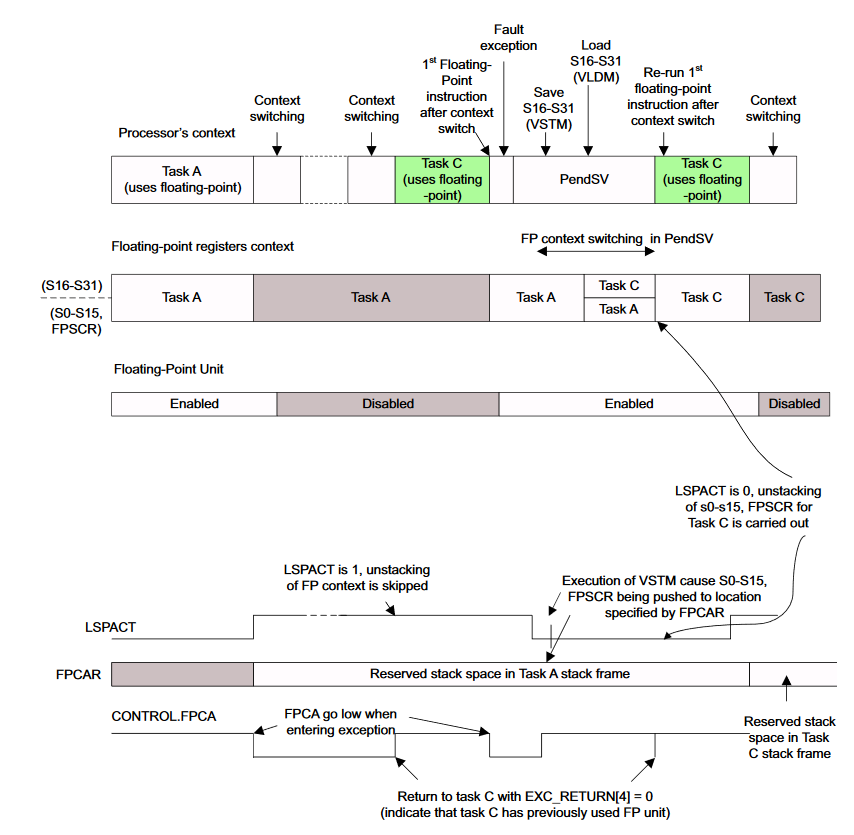 Fault
exception
Load
S16-S31
(VLDM)
1st Floating-
Point
instruction
after context
switch
Save
S16-S31
(VSTM)
Re-run 1st
floating-point
instruction after
context switch
Context
switching
Context
switching
Context
switching
Processor's context
Task A
(uses floating-point)
Task C
(uses floating
-point)
PendSV
Task C
(uses floating
-point)
Floating-point registers context
FP context switching in PendSV
(S16-S31)
(S0-S15,
FPSCR)
Task A
Task A
Task A
Task C
Task A
Task C
Task C
Floating-Point Unit
Enabled
Disabled
Enabled
Disabled
LSPACT is 0, unstacking
of s0-s15, FPSCR for
Task C is carried out
LSPACT is 1, unstacking
of FP context is skipped
Execution of VSTM cause S0-S15,
FPSCR being pushed to location
specified by FPCAR
LSPACT
FPCAR
Reserved stack space in Task A stack frame
CONTROL.FPCA
FPCA go low when
entering exception
Reserved stack
space in Task
C stack frame
Return to task C with EXC_RETURN[4] = 0
(indicate that task C has previously used FP unit)